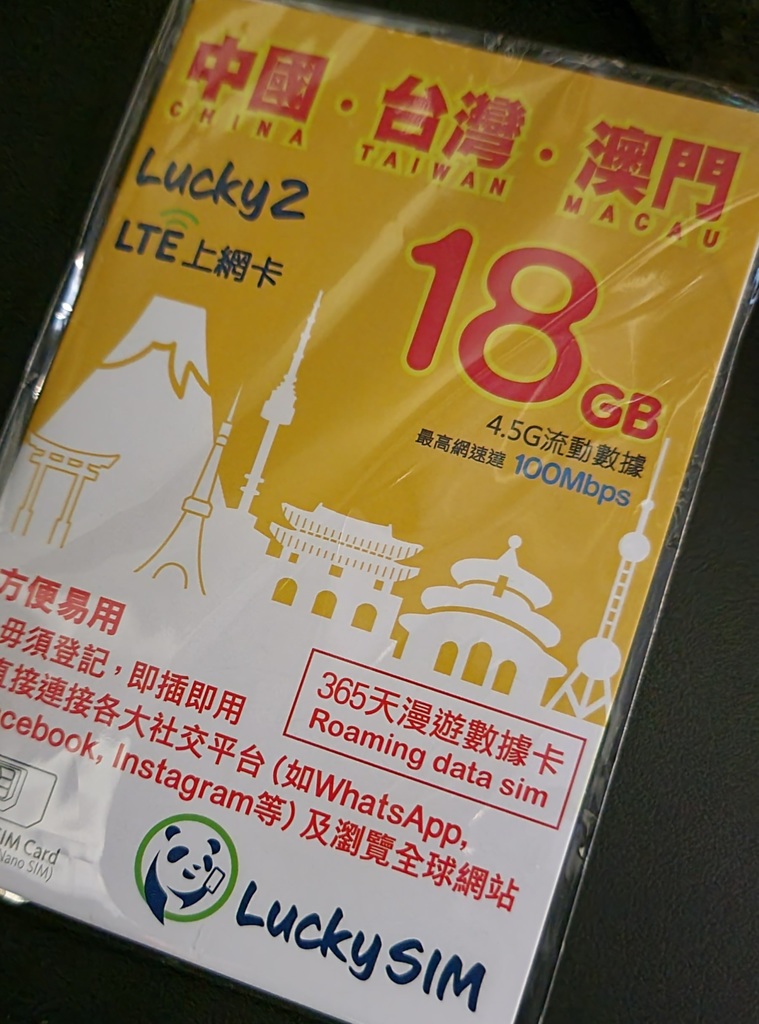 中國・台灣・澳門
CHINA TAIWAN MACAU
Lucky2
LTE上網卡
18GB
4.5G流動數據
最高網速達 100Mbps
方便易用
毋須登記，即插即用
直接連接各大社交平台 (如WhatsApp,
cebook, Instagram等) 及瀏覽全球網站
365天漫遊數據卡
Roaming data sim
IM Card
Nano SIM)
LuckySIM